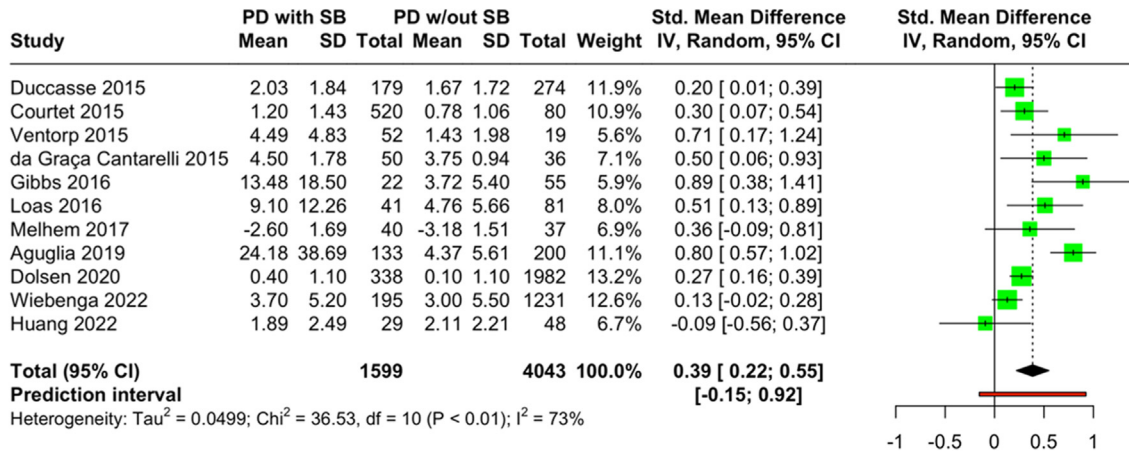 PD with SB PD w/out SB Std. Mean Difference Std. Mean Difference
Study Mean SD Total Mean SD Total Weight IV, Random, 95% CI IV, Random, 95% CI
Duccasse 2015 2.03 1.84 179 1.67 1.72 274 11.9% 0.20 [ 0.01; 0.39]
Courtet 2015 1.20 1.43 520 0.78 1.06 80 10.9% 0.30 [ 0.07; 0.54]
Ventorp 2015 4.49 4.83 52 1.43 1.98 19 5.6% 0.71 [ 0.17; 1.24]
da Graça Cantarelli 2015 4.50 1.78 50 3.75 0.94 36 7.1% 0.50 [ 0.06; 0.93]
Gibbs 2016 13.48 18.50 22 3.72 5.40 55 5.9% 0.89 [ 0.38; 1.41]
Loas 2016 9.10 12.26 41 4.76 5.66 81 8.0% 0.51 [ 0.13; 0.89]
Melhem 2017 -2.60 1.69 40 -3.18 1.51 37 6.9% 0.36 [-0.09; 0.81]
Aguglia 2019 24.18 38.69 133 4.37 5.61 200 11.1% 0.80 [ 0.57; 1.02]
Dolsen 2020 0.40 1.10 338 0.10 1.10 1982 13.2% 0.27 [ 0.16; 0.39]
Wiebenga 2022 3.70 5.20 195 3.00 5.50 1231 12.6% 0.13 [-0.02; 0.28]
Huang 2022 1.89 2.49 29 2.11 2.21 48 6.7% -0.09 [-0.56; 0.37]
Total (95% CI) 1599 4043 100.0% 0.39 [ 0.22; 0.55]
Prediction interval [-0.15; 0.92]
Heterogeneity: Tau² = 0.0499; Chi² = 36.53, df = 10 (P < 0.01); I² = 73%
-1 0 0.5 1